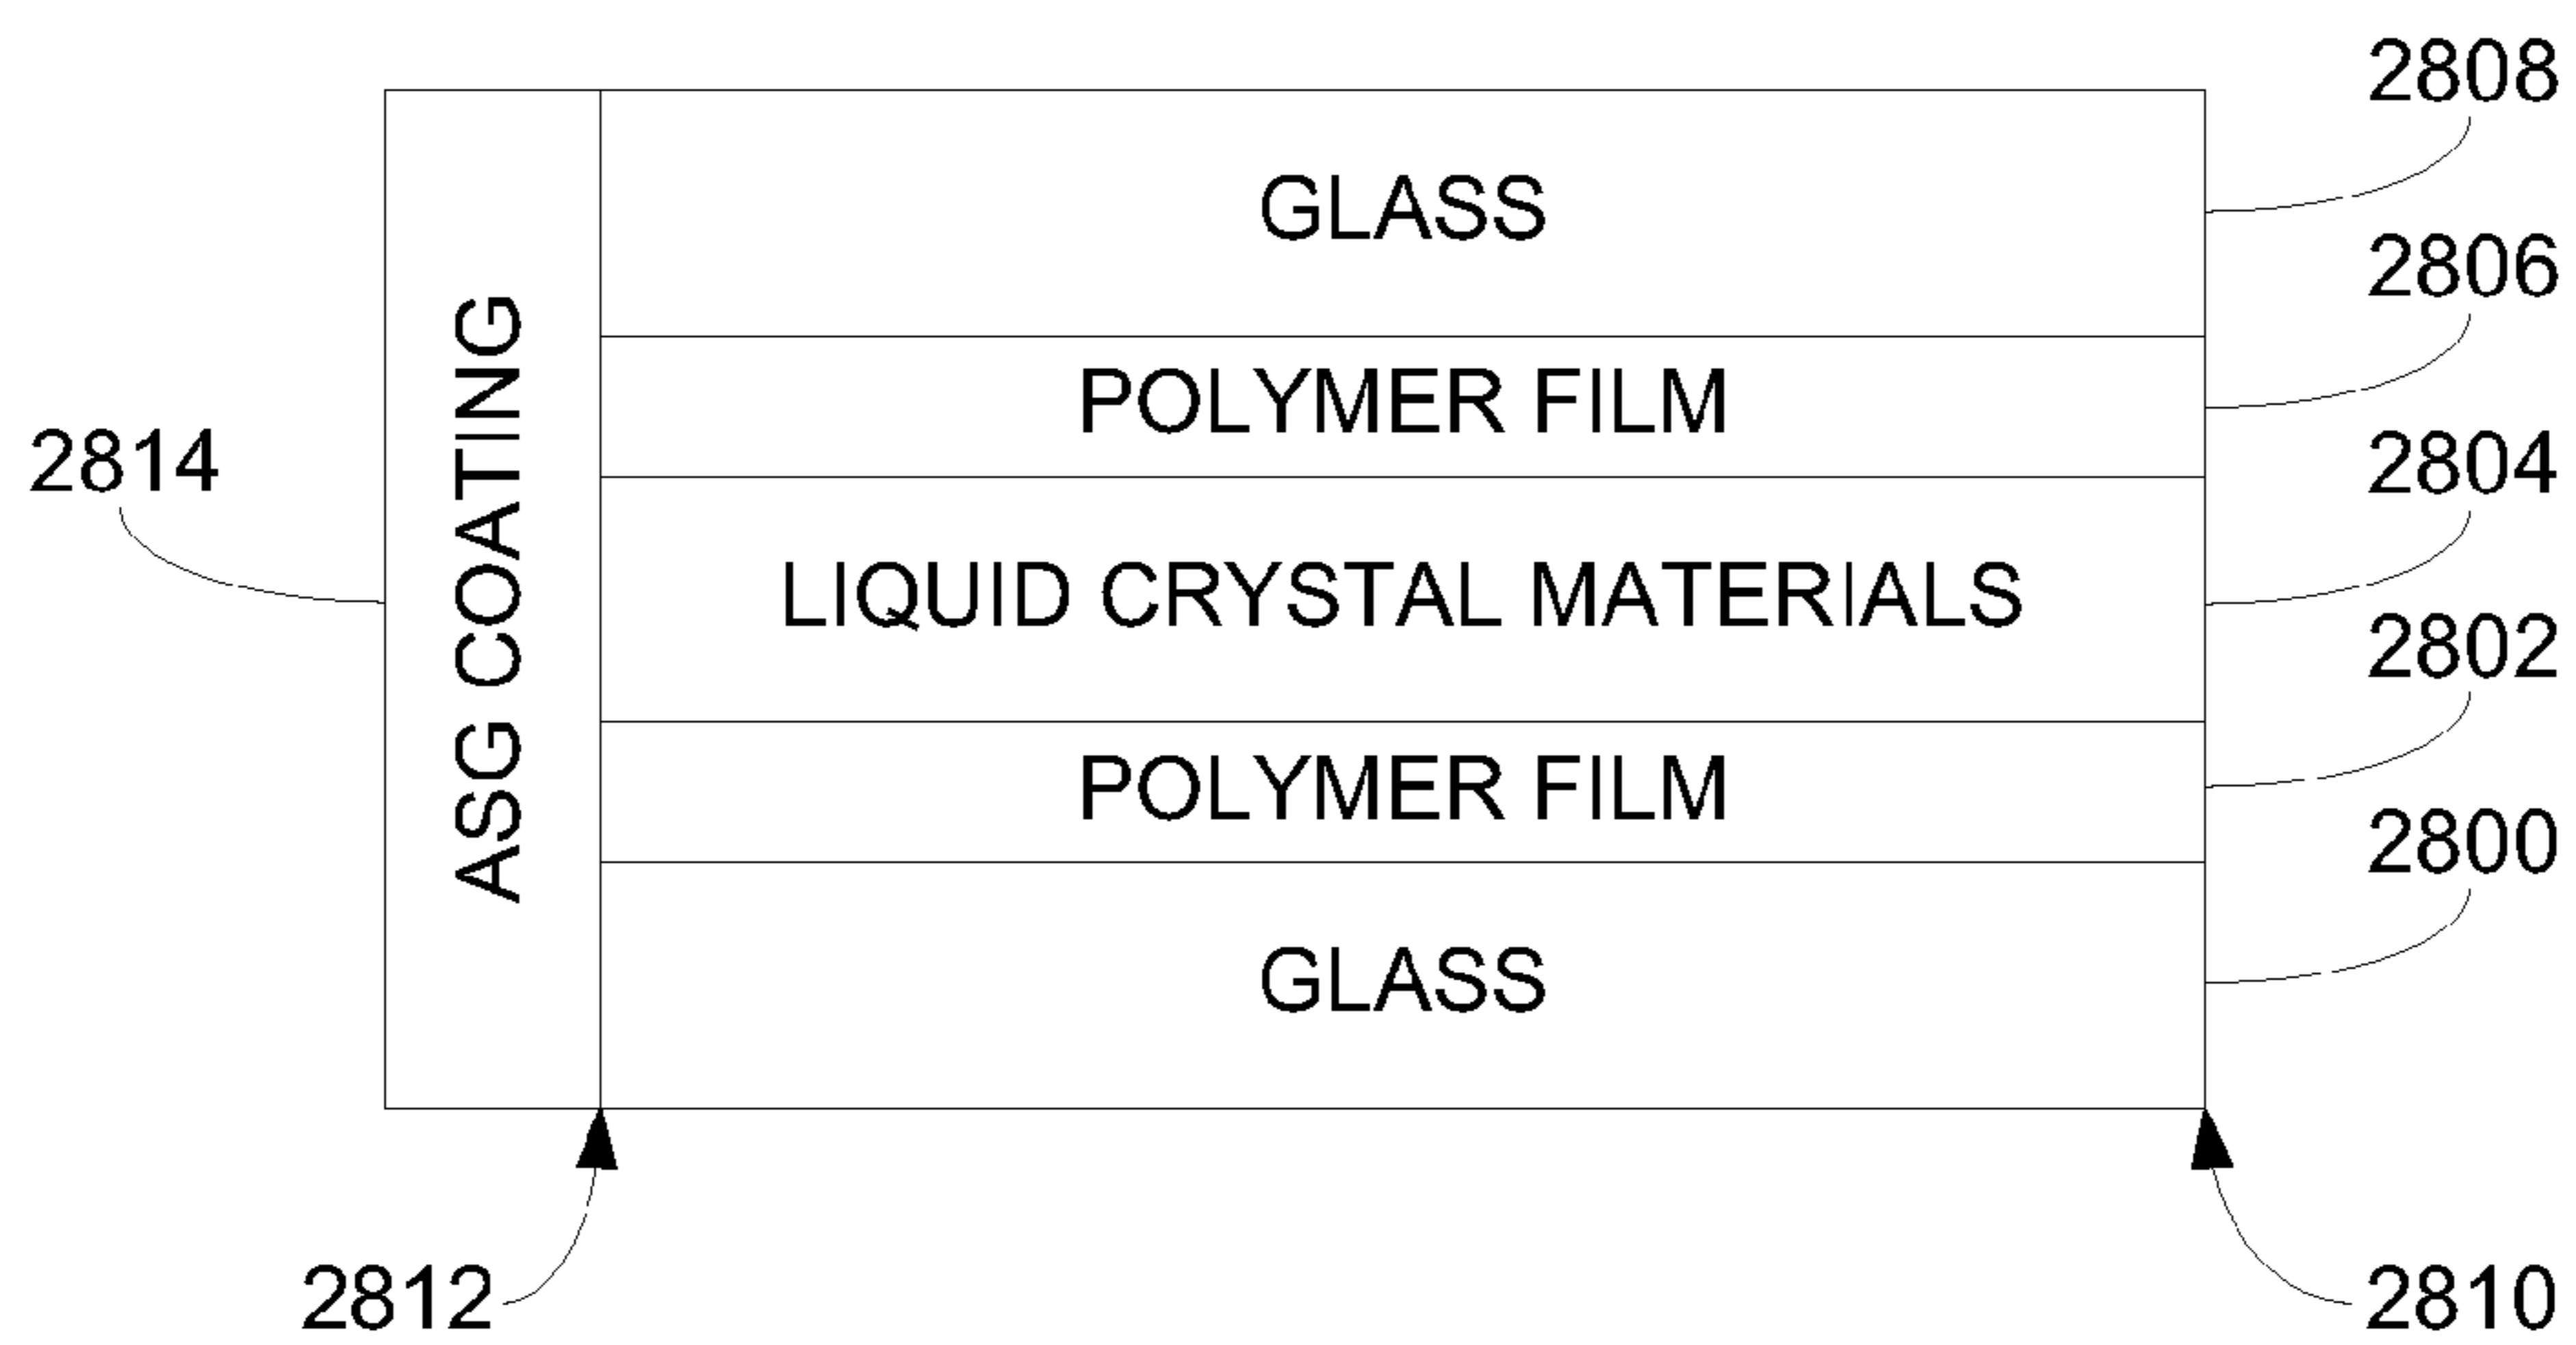 2808
GLASS
2806
POLYMER FILM
ASG COATING
2814
2804
LIQUID CRYSTAL MATERIALS
2802
POLYMER FILM
2800
GLASS
2812
2810